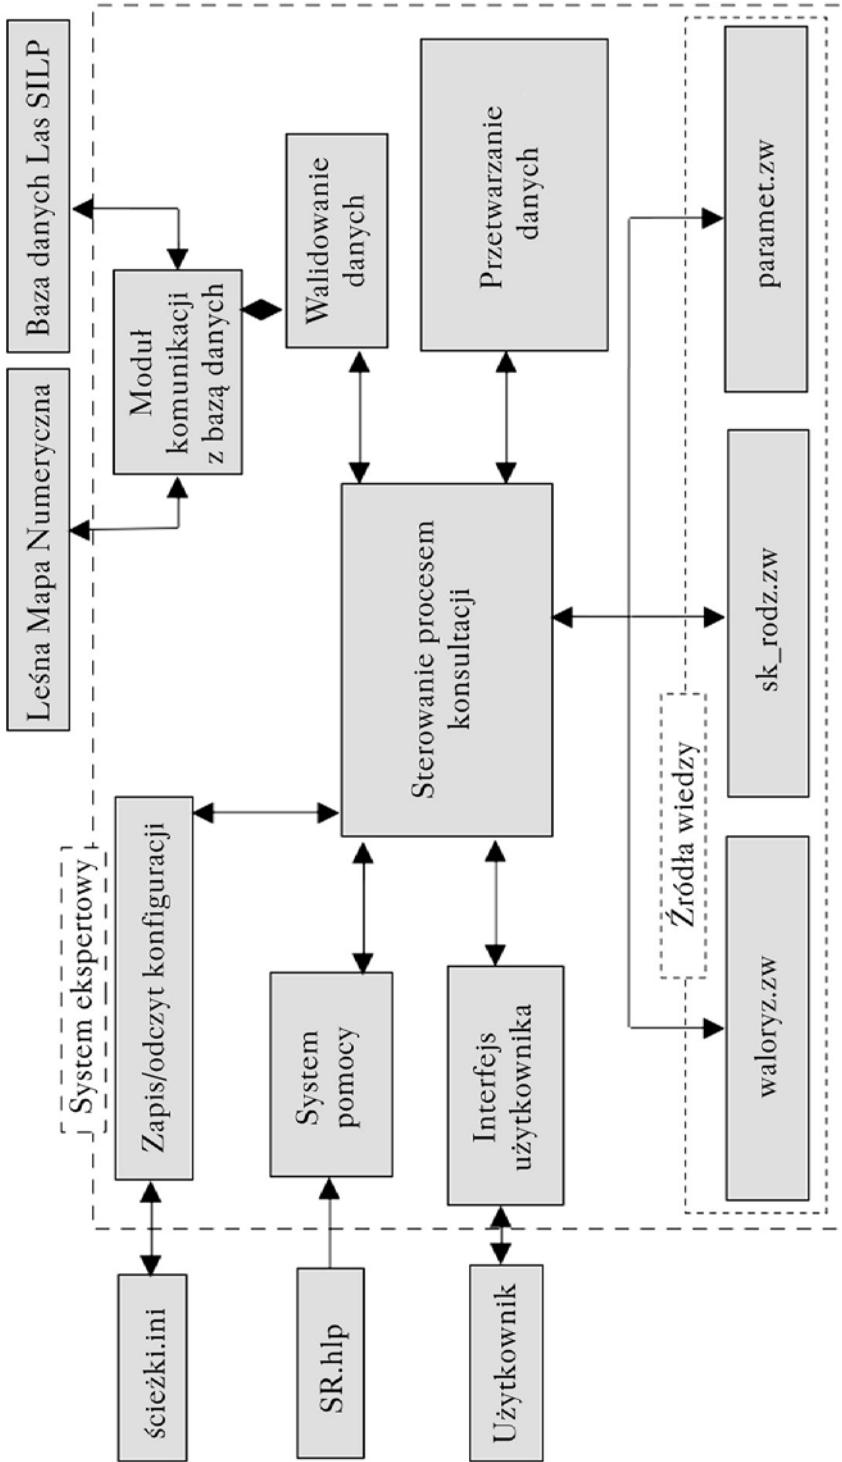 ścieżki.ini
SR.hlp
Użytkownik
System ekspertowy
Zapis/odczyt konfiguracji
System
pomocy
Interfejs
użytkownika
Leśna Mapa Numeryczna
Baza danych Las SILP
Moduł
komunikacji
z bazą danych
Walidowanie
danych
Sterowanie procesem
konsultacji
Przetwarzanie
danych
Źródła wiedzy
waloryz.zw
sk_rodz.zw
paramet.zw